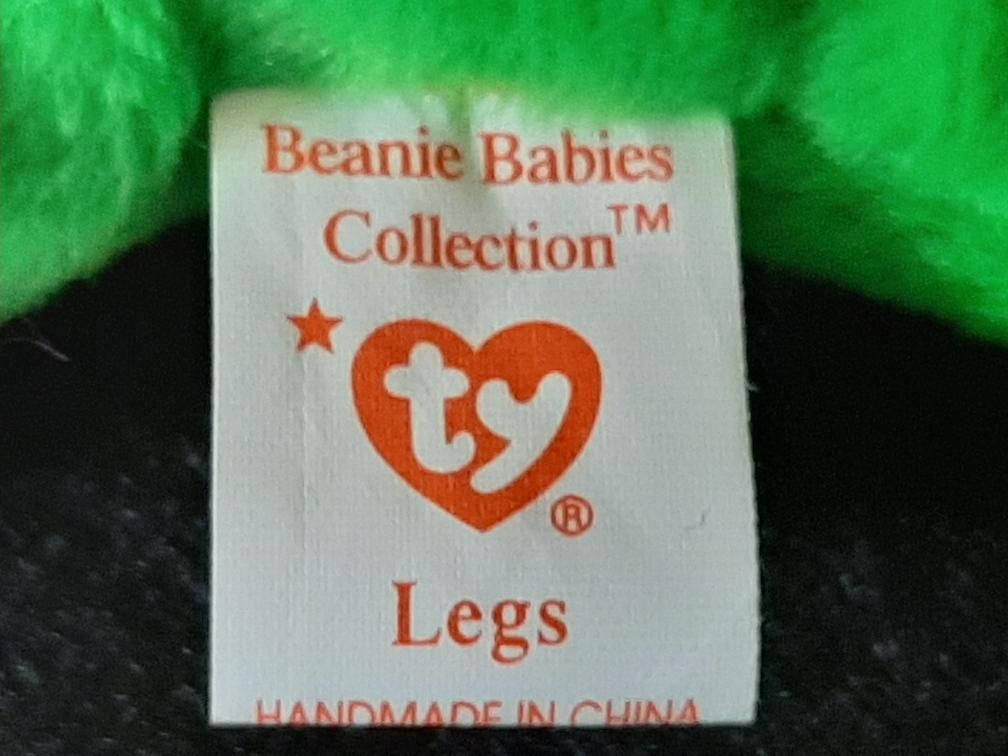 Beanie Babies
Collection™
ty®
Legs
HANDMADE IN CHINA